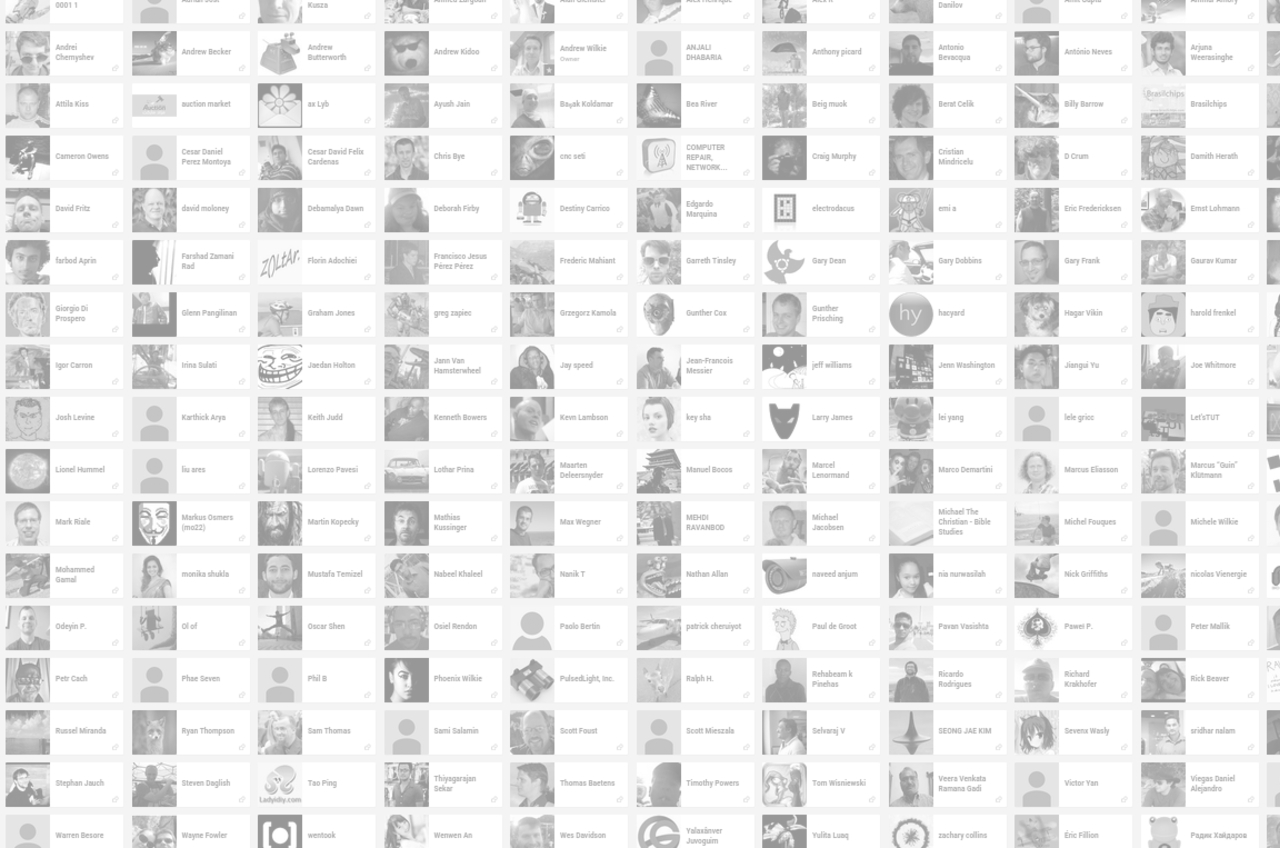 0001 1
Kusza
Danilov
Andrei
Chernyshev
Andrew Becker
Andrew
Butterworth
Andrew Kidoo
Andrew Wilkie
Owner
ANJALI
DHABARIA
Anthony picard
Antonio
Bevacqua
António Neves
Arjuna
Weerasinghe
Attila Kiss
auction market
ax Lyb
Ayush Jain
Başak Koldamar
Bea River
Beig muok
Berat Celik
Billy Barrow
Brasilchips
Brasilchips
Cameron Owens
Cesar Daniel
Perez Montoya
Cesar David Felix
Cardenas
Chris Bye
cnc seti
COMPUTER
REPAIR,
NETWORK...
Craig Murphy
Cristian
Mindricelu
D Crum
Damith Herath
David Fritz
david moloney
Debamalya Dawn
Deborah Firby
Destiny Carrico
Edgardo
Marquina
electrodacus
emi a
Eric Fredericksen
Ernst Lohmann
farbod Aprin
Farshad Zamani
Rad
ZOLTAR.
Florin Adochiei
Francisco Jesus
Pérez Pérez
Frederic Mahiant
Garreth Tinsley
Gary Dean
Gary Dobbins
Gary Frank
Gaurav Kumar
Giorgio Di
Prospero
Glenn Pangilinan
Graham Jones
greg zapiec
Grzegorz Kamola
Gunther Cox
Gunther
Prisching
hy
hacyard
Hagar Vikin
harold frenkel
Igor Carron
Irina Sulati
Jaedon Holton
Jann Van
Hamsterwheel
Jay speed
Jean-Francois
Messier
jeff williams
Jenn Washington
Jiangui Yu
Joe Whitmore
Josh Levine
Karthick Arya
Keith Judd
Kenneth Bowers
Kevn Lambson
key sha
Larry James
lei yang
lele gricc
Let'sTUT
Lionel Hummel
liu ares
Lorenzo Pavesi
Lothar Prina
Maarten
Deleersnyder
Manuel Bocos
Marcel
Lenormand
Marco Demartini
Marcus Eliasson
Marcus "Guin"
Klütmann
Mark Riale
Markus Osmers
(mo22)
Martin Kopecky
Mathias
Kussinger
Max Wegner
MEHDI
RAVANBOD
Michael
Jacobsen
Michael The
Christian - Bible
Studies
Michel Fouques
Michele Wilkie
Mohammed
Gamal
monika shukla
Mustafa Temizel
Nabeel Khaleel
Nanik T
Nathan Allan
naveed anjum
nia nurwasilah
Nick Griffiths
nicolas Vienergie
Odeyin P.
Ol of
Oscar Shen
Osiel Rendon
Paolo Bertin
patrick cheruiyot
Paul de Groot
Pavan Vasishta
Paweł P.
Peter Mallik
Petr Cach
Phae Seven
Phil B
Phoenix Wilkie
PulsedLight, Inc.
Ralph H.
Rehabeam k
Pinehas
Ricardo
Rodrigues
Richard
Krakhofer
Rick Beaver
Russel Miranda
Ryan Thompson
Sam Thomas
Sami Salamin
Scott Foust
Scott Mieszala
Selvaraj V
SEONG JAE KIM
Sevenx Wasly
sridhar nalam
Stephan Jauch
Steven Daglish
Tao Ping
Thiyagarajan
Sekar
Thomas Baetens
Timothy Powers
Tom Wisniewski
Veera Venkata
Ramana Gadi
Victor Yan
Viegas Daniel
Alejandro
Warren Besore
Wayne Fowler
wentook
Wenwen An
Wes Davidson
Yalaxánver
Juvoguim
Yulita Luaq
zachary collins
Éric Fillion
Радик Хайдаров